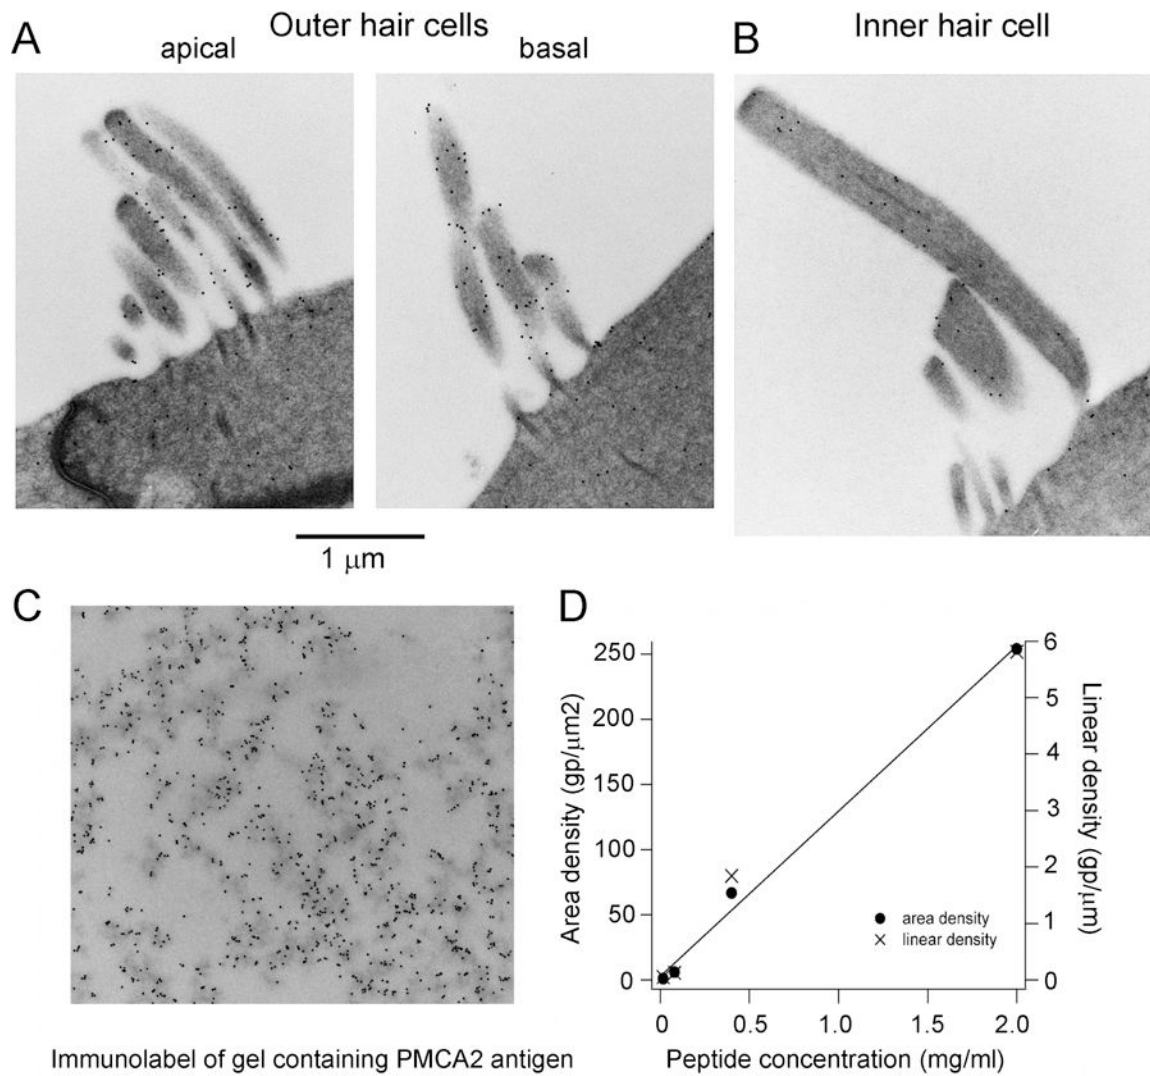 A
Outer hair cells
apical
basal
B
Inner hair cell
1 μm
C
D
Area density (gp/μm2)
250
200
150
100
50
0
6
5
4
3
2
1
0
Linear density (gp/μm)
area density
linear density
0
0.5
1.0
1.5
2.0
Immunolabel of gel containing PMCA2 antigen
Peptide concentration (mg/ml)